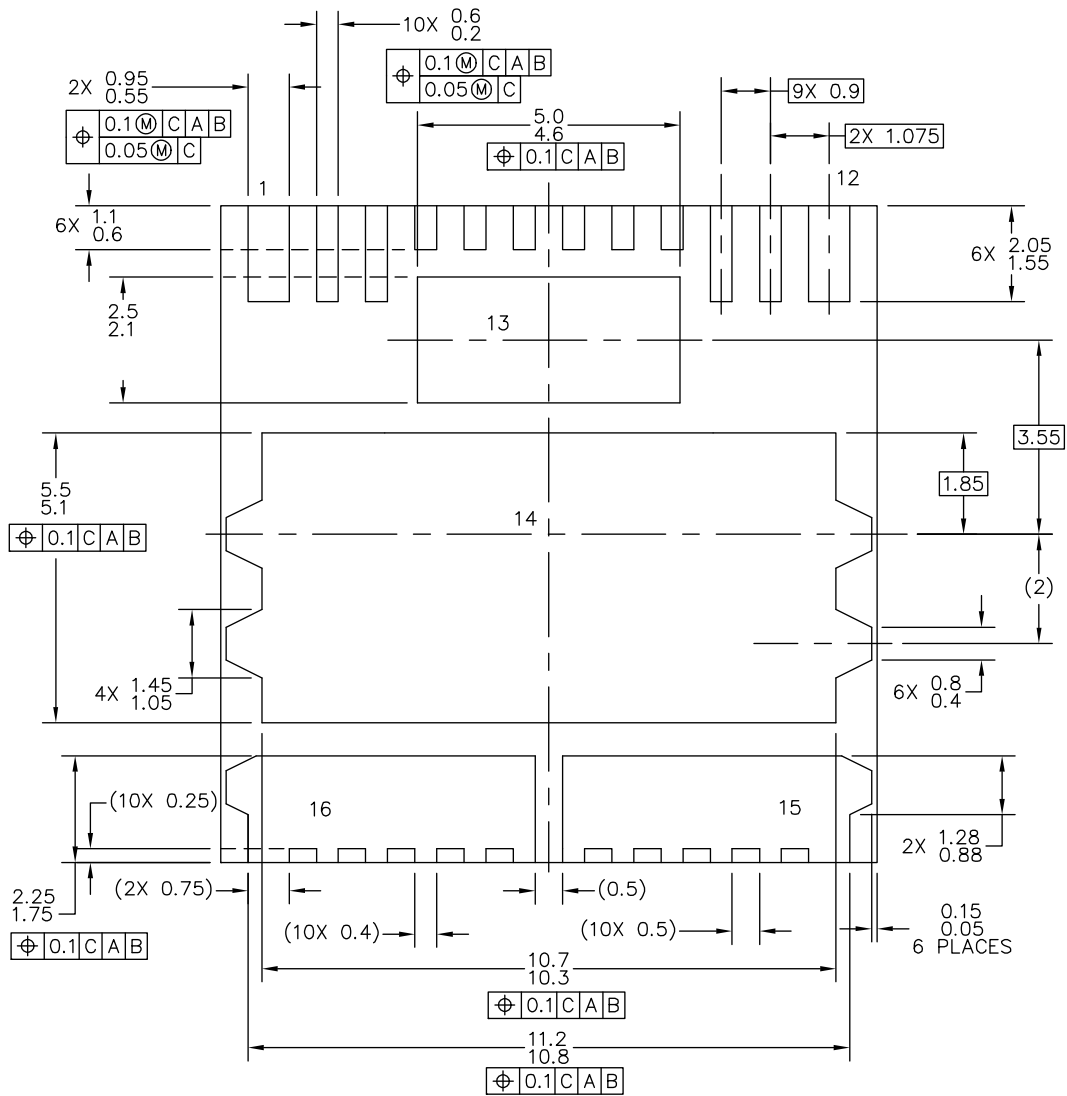 10X 0.6
0.2
⌖ 0.1 Ⓜ C A B
0.05 Ⓜ C
2X 0.95
0.55
⌖ 0.1 Ⓜ C A B
0.05 Ⓜ C
9X 0.9
5.0
4.6
⌖ 0.1 C A B
2X 1.075
1
12
6X 1.1
0.6
6X 2.05
1.55
2.5
2.1
13
3.55
1.85
5.5
5.1
⌖ 0.1 C A B
14
(2)
4X 1.45
1.05
6X 0.8
0.4
(10X 0.25)
16
15
2X 1.28
0.88
2.25
1.75
⌖ 0.1 C A B
(2X 0.75)
(0.5)
(10X 0.4)
(10X 0.5)
0.15
0.05
6 PLACES
10.7
10.3
⌖ 0.1 C A B
11.2
10.8
⌖ 0.1 C A B